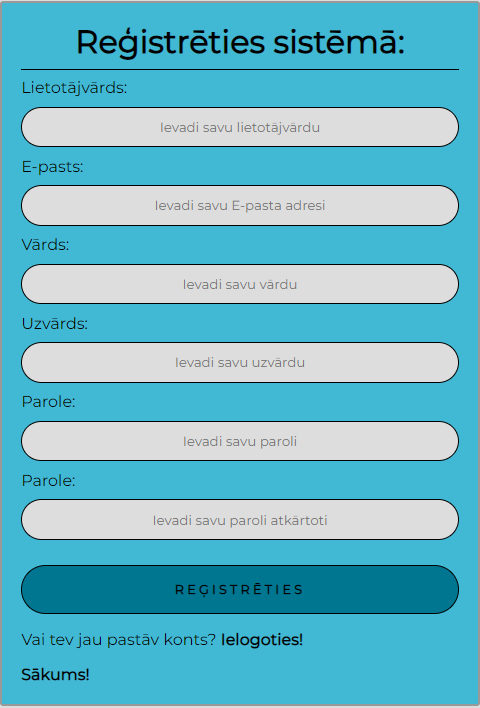 Reģistrēties sistēmā:
Lietotājvārds:
Ievadi savu lietotājvārdu
E-pasts:
Ievadi savu E-pasta adresi
Vārds:
Ievadi savu vārdu
Uzvārds:
Ievadi savu uzvārdu
Parole:
Ievadi savu paroli
Parole:
Ievadi savu paroli atkārtoti
REĢISTRĒTIES
Vai tev jau pastāv konts? Ielogoties!
Sākums!